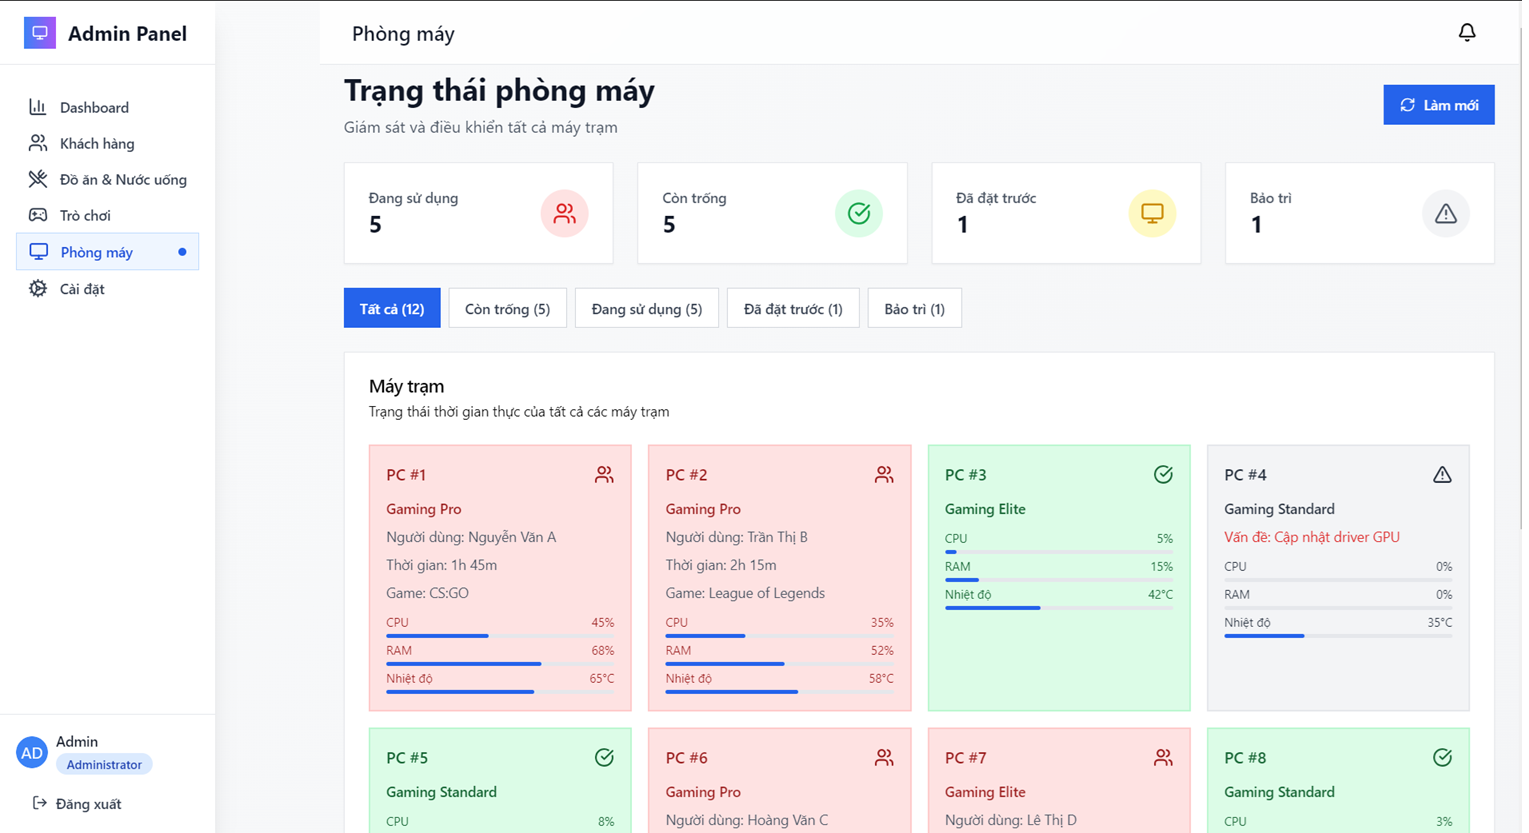 Admin Panel
Dashboard
Khách hàng
Đồ ăn & Nước uống
Trò chơi
Phòng máy
Cài đặt
AD
Admin
Administrator
Đăng xuất
Phòng máy
Trạng thái phòng máy
Giám sát và điều khiển tất cả máy trạm
Làm mới
Đang sử dụng
5
Còn trống
5
Đã đặt trước
1
Bảo trì
1
Tất cả (12)
Còn trống (5)
Đang sử dụng (5)
Đã đặt trước (1)
Bảo trì (1)
Máy trạm
Trạng thái thời gian thực của tất cả các máy trạm
PC #1
Gaming Pro
Người dùng: Nguyễn Văn A
Thời gian: 1h 45m
Game: CS:GO
CPU 45%
RAM 68%
Nhiệt độ 65°C
PC #2
Gaming Pro
Người dùng: Trần Thị B
Thời gian: 2h 15m
Game: League of Legends
CPU 35%
RAM 52%
Nhiệt độ 58°C
PC #3
Gaming Elite
CPU 5%
RAM 15%
Nhiệt độ 42°C
PC #4
Gaming Standard
Vấn đề: Cập nhật driver GPU
CPU 0%
RAM 0%
Nhiệt độ 35°C
PC #5
Gaming Standard
CPU 8%
PC #6
Gaming Pro
Người dùng: Hoàng Văn C
PC #7
Gaming Elite
Người dùng: Lê Thị D
PC #8
Gaming Standard
CPU 3%